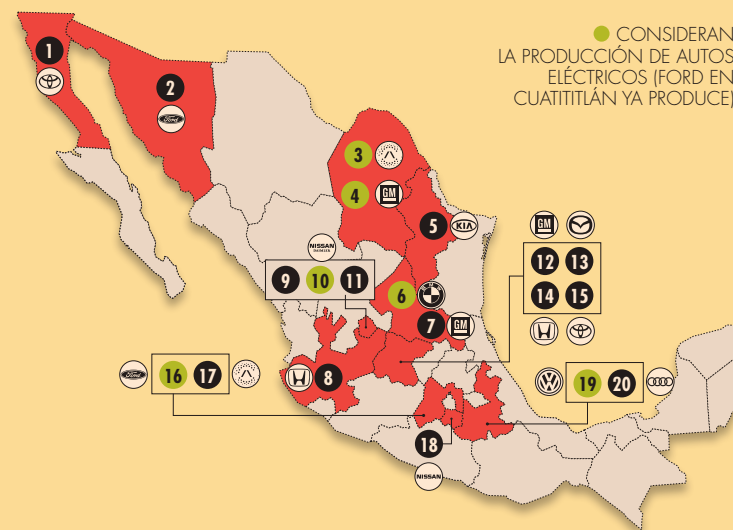 CONSIDERAN
LA PRODUCCIÓN DE AUTOS
ELÉCTRICOS (FORD EN
CUATITITLÁN YA PRODUCE)
1
2
Ford
3
4 GM
5 KIA
NISSAN
9 10 11
6
7 GM
GM
12 13
14 15
H
Ford 16 17
H 8
VW 19 20
18
NISSAN